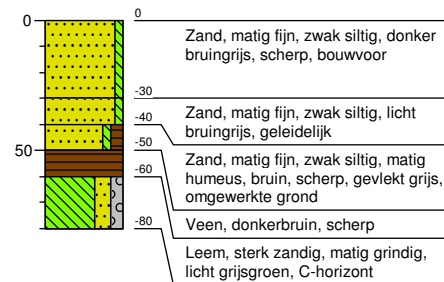 0
0
Zand, matig fijn, zwak siltig, donker
bruingrijs, scherp, bouwvoor
-30
Zand, matig fijn, zwak siltig, licht
bruingrijs, geleidelijk
-40
50
-50
Zand, matig fijn, zwak siltig, matig
humeus, bruin, scherp, gevlekt grijs,
omgewerkte grond
-60
Veen, donkerbruin, scherp
-80
Leem, sterk zandig, matig grindig,
licht grijsgroen, C-horizont